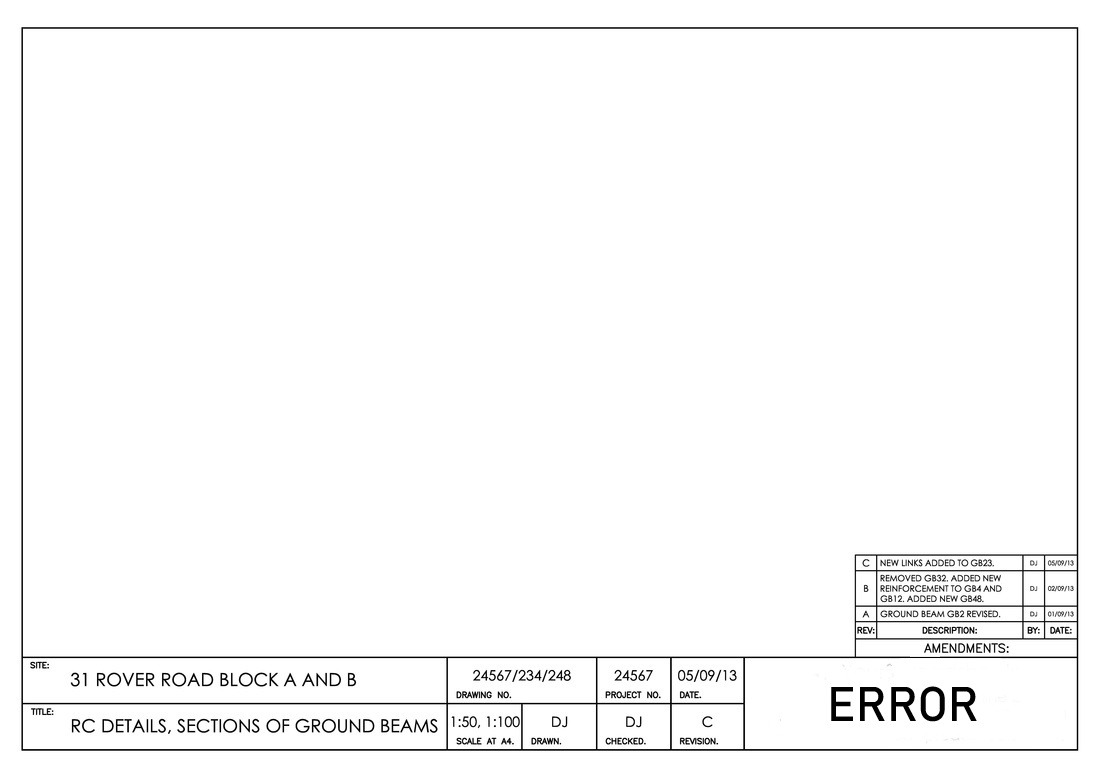 C NEW LINKS ADDED TO GB23. DJ 05/09/13
B REMOVED GB32. ADDED NEW
REINFORCEMENT TO GB4 AND DJ 02/09/13
GB12. ADDED NEW GB48.
A GROUND BEAM GB2 REVISED. DJ 01/09/13
REV: DESCRIPTION: BY: DATE:
AMENDMENTS:
SITE:
31 ROVER ROAD BLOCK A AND B
24567/234/248
DRAWING NO.
24567
PROJECT NO.
05/09/13
DATE.
TITLE:
RC DETAILS, SECTIONS OF GROUND BEAMS
1:50, 1:100
SCALE AT A4.
DJ
DRAWN.
DJ
CHECKED.
C
REVISION.
ERROR